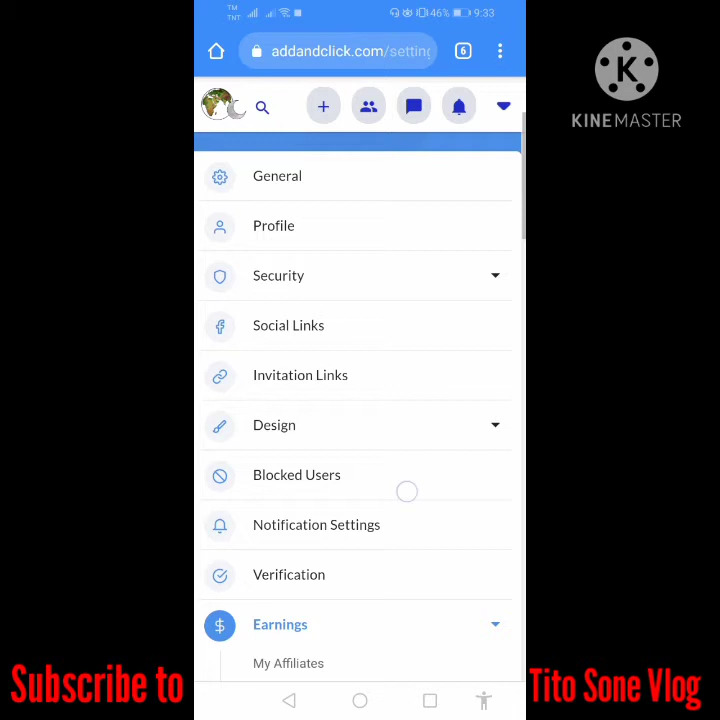 TM
TNT
46%
9:33
addandclick.com/setting
6
KINEMASTER
General
Profile
Security
Social Links
Invitation Links
Design
Blocked Users
Notification Settings
Verification
Earnings
My Affiliates
Subscribe to
Tito Sone Vlog